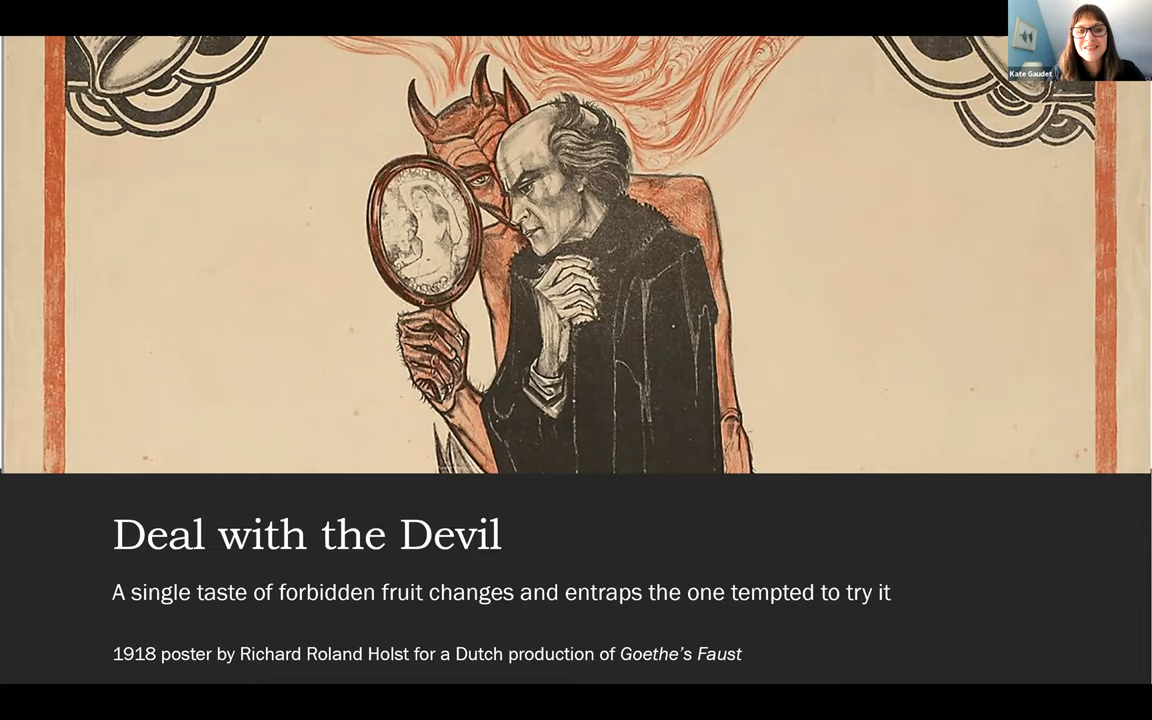 Kate Gaudet
Deal with the Devil
A single taste of forbidden fruit changes and entraps the one tempted to try it
1918 poster by Richard Roland Holst for a Dutch production of Goethe's Faust